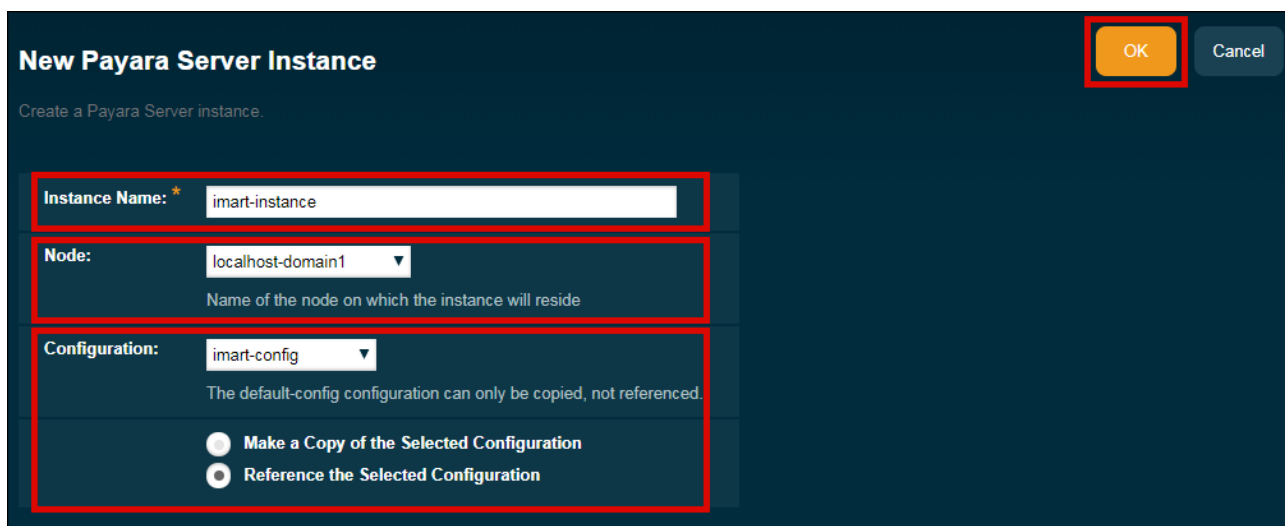 New Payara Server Instance
OK
Cancel
Create a Payara Server instance.
Instance Name: * imart-instance
Node: localhost-domain1
Name of the node on which the instance will reside
Configuration: imart-config
The default-config configuration can only be copied, not referenced.
Make a Copy of the Selected Configuration
Reference the Selected Configuration